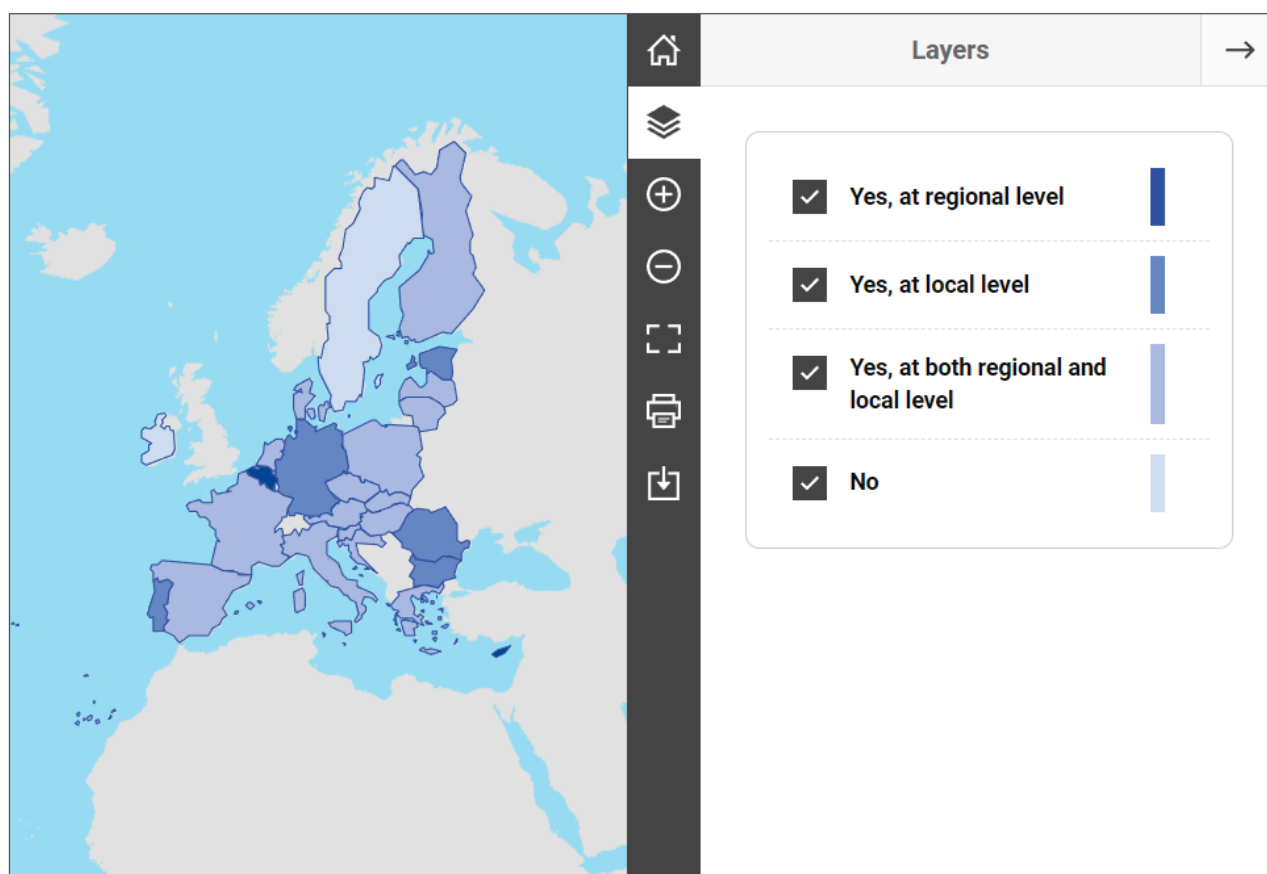 Layers
Yes, at regional level
Yes, at local level
Yes, at both regional and
local level
No